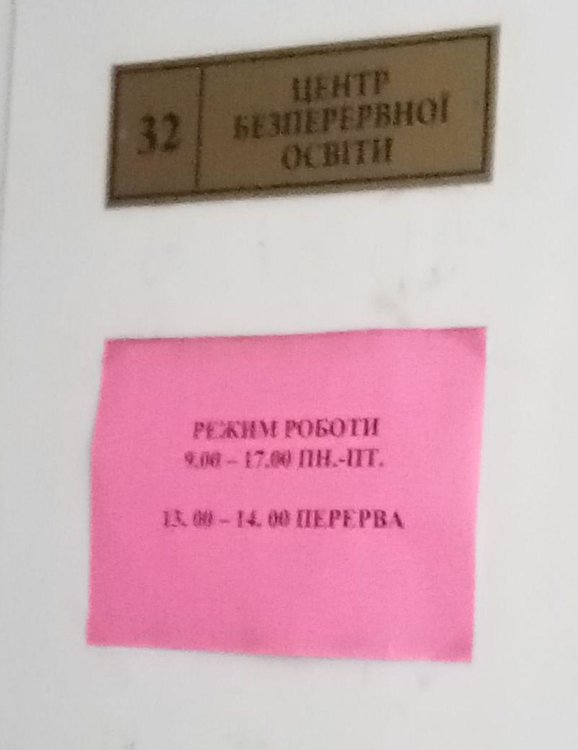 32
ЦЕНТР
БЕЗПЕРЕРВНОЇ
ОСВІТИ
РЕЖИМ РОБОТИ
9.00 – 17.00 ПН.-ПТ.
13. 00 – 14. 00 ПЕРЕРВА